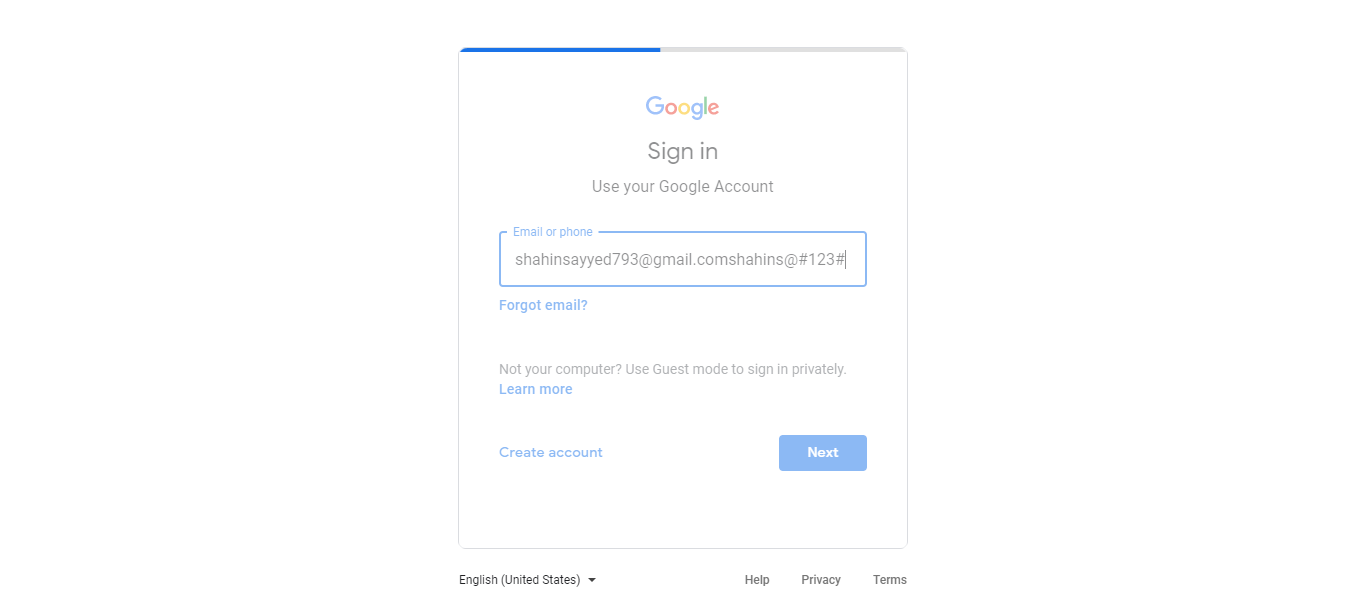 Google
Sign in
Use your Google Account
Email or phone
shahinsayyed793@gmail.comshahins@#123#
Forgot email?
Not your computer? Use Guest mode to sign in privately.
Learn more
Create account
Next
English (United States)
Help Privacy Terms